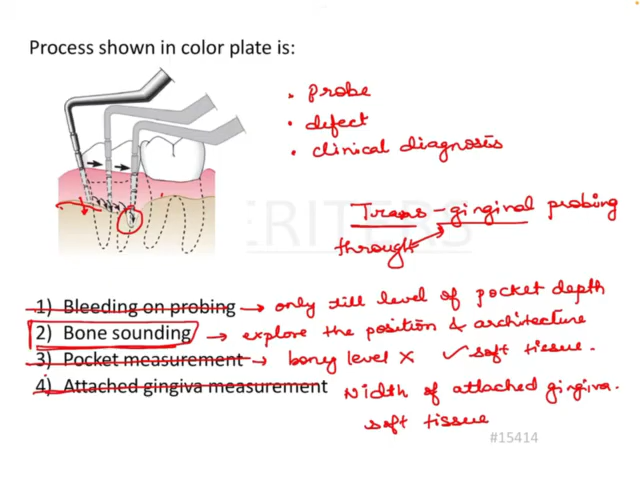 Process shown in color plate is:
• Probe
• defect
• clinical diagnosis
Trans-gingival probing
through
1) Bleeding on probing → only till level of pocket depth
2) Bone sounding → explore the position & architecture
3) Pocket measurement → bony level × ✓ soft tissue.
4) Attached gingiva measurement width of attached gingiva.
soft tissue
ERITERS
#15414